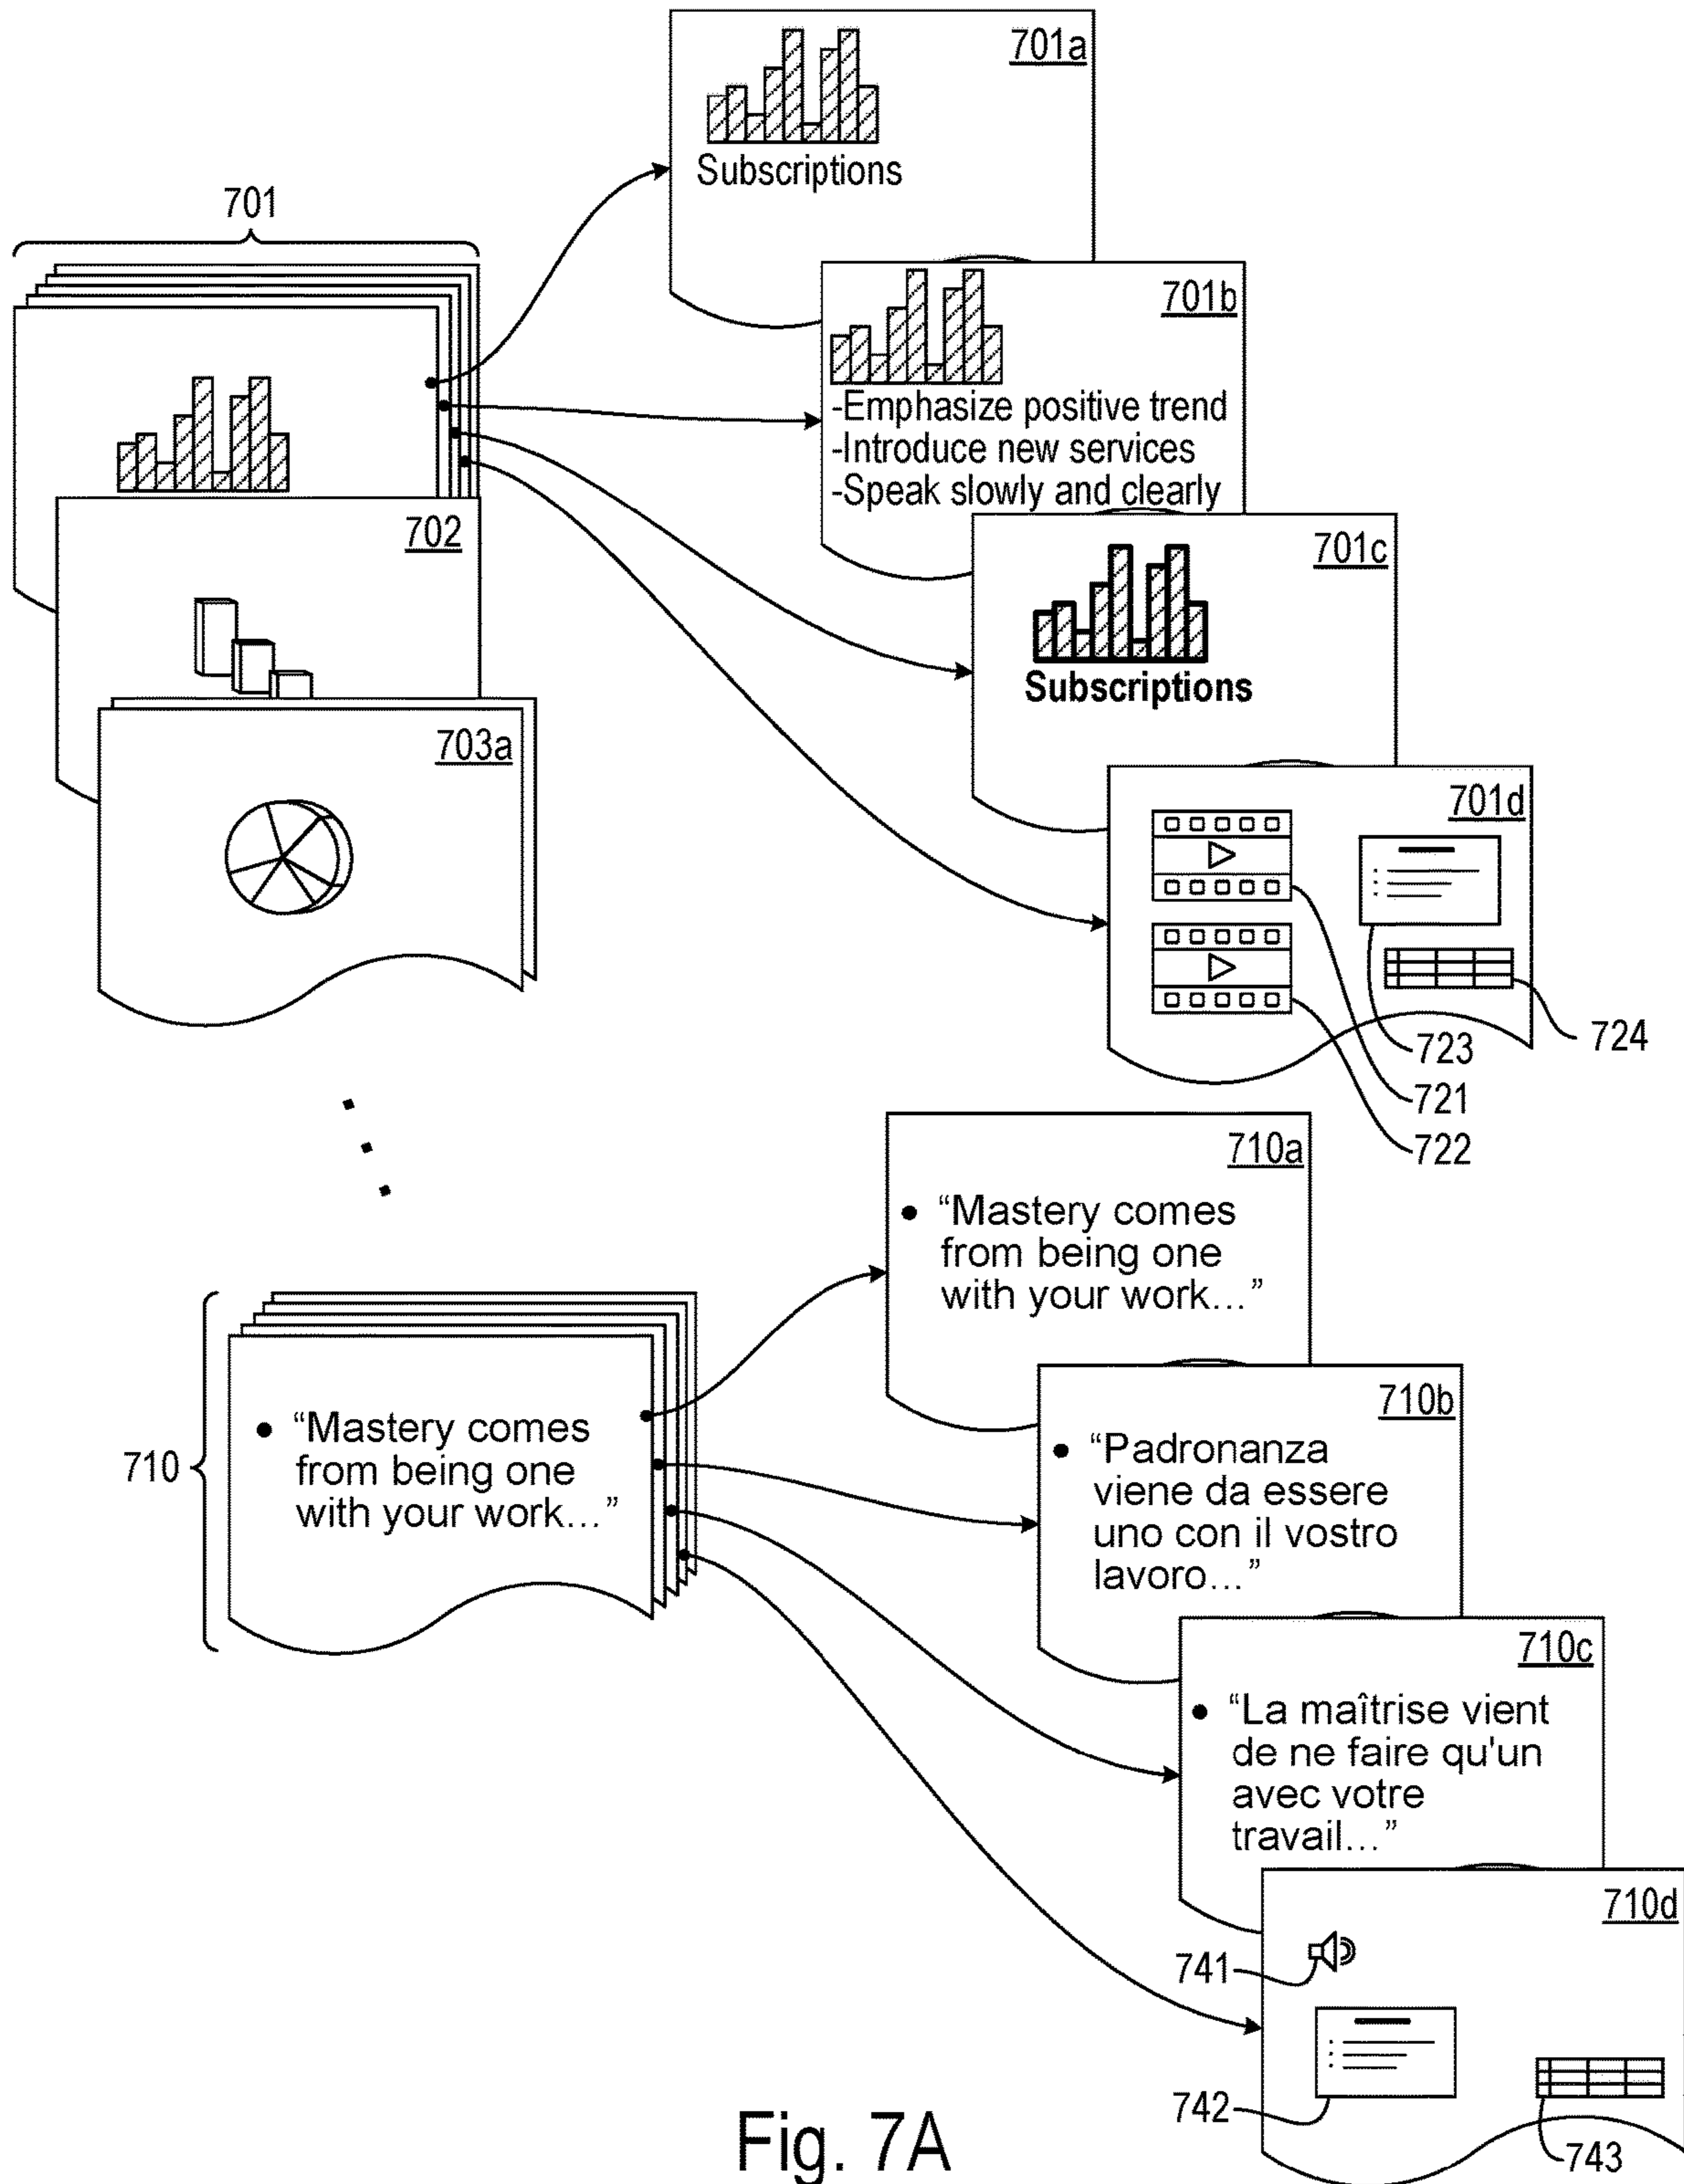 701a
Subscriptions
701
701b
-Emphasize positive trend
-Introduce new services
-Speak slowly and clearly
702
701c
Subscriptions
703a
701d
723
724
721
722
710a
• “Mastery comes
from being one
with your work...”
710
• “Mastery comes
from being one
with your work...”
710b
• “Padronanza
viene da essere
uno con il vostro
lavoro...”
710c
• “La maîtrise vient
de ne faire qu'un
avec votre
travail...”
710d
741
742
743
Fig. 7A